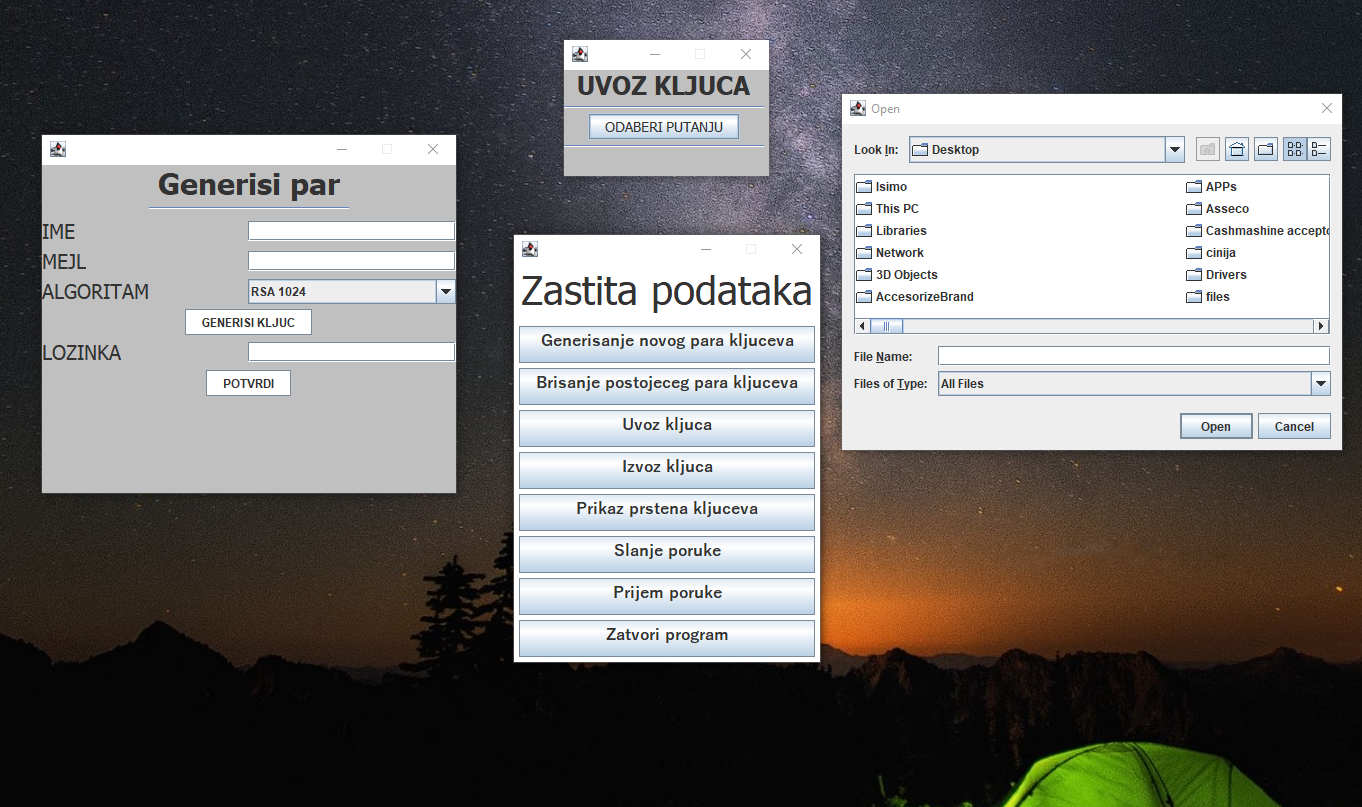 Generisi par
IME
MEJL
ALGORITAM
RSA 1024
GENERISI KLJUC
LOZINKA
POTVRDI
UVOZ KLJUCA
ODABERI PUTANJU
Zastita podataka
Generisanje novog para kljuceva
Brisanje postojeceg para kljuceva
Uvoz kljuca
Izvoz kljuca
Prikaz prstena kljuceva
Slanje poruke
Prijem poruke
Zatvori program
Open
Look In:
Desktop
Isimo
APPs
This PC
Asseco
Libraries
Cashmashine accepto
Network
cinija
3D Objects
Drivers
AccesorizeBrand
files
File Name:
Files of Type:
All Files
Open
Cancel